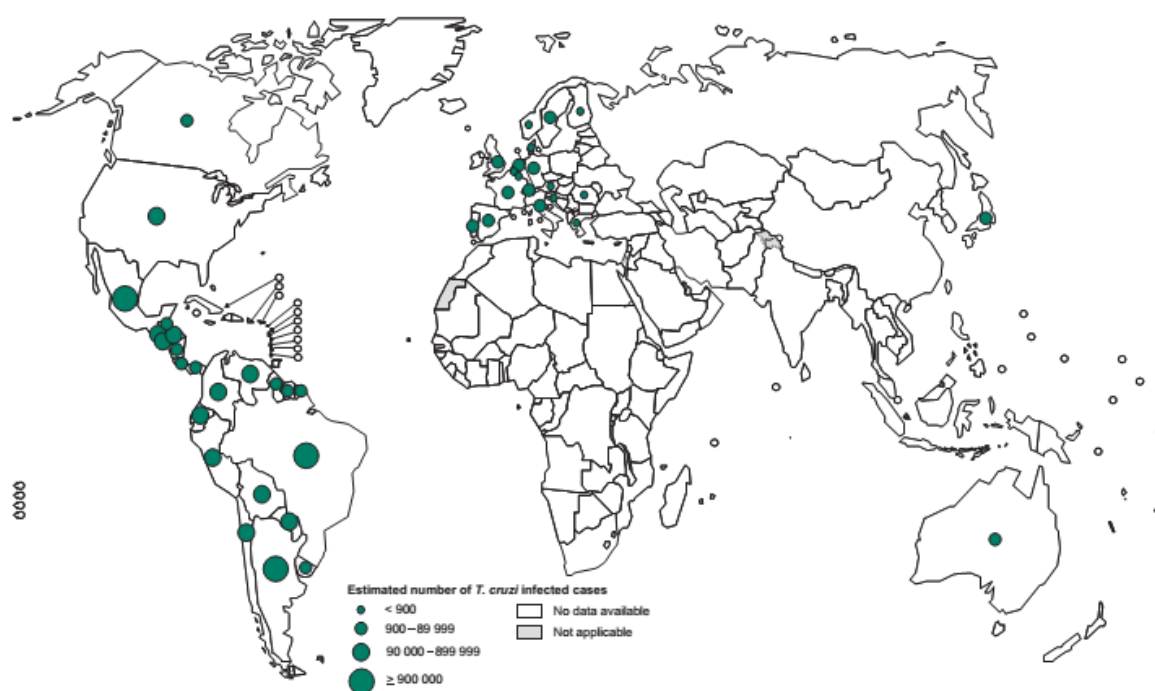 Estimated number of T. cruzi infected cases
< 900
900–89 999
90 000–899 999
≥ 900 000
No data available
Not applicable